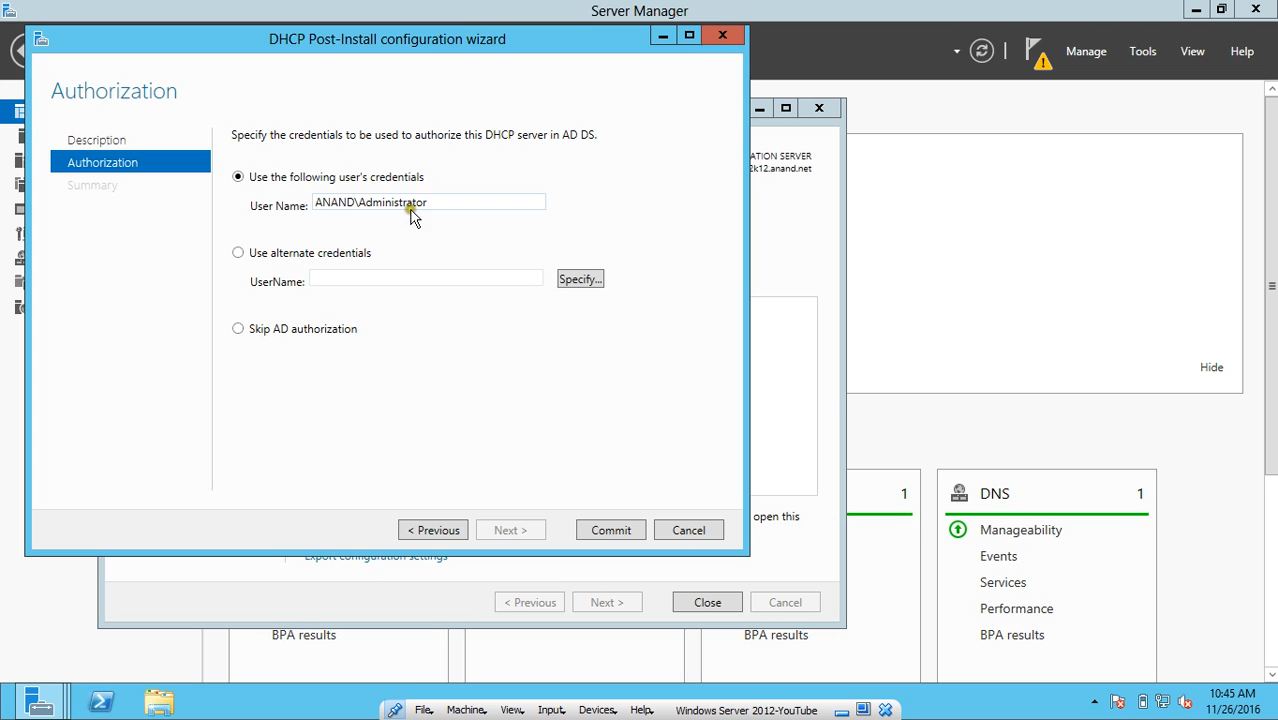 Server Manager
DHCP Post-Install configuration wizard
Manage
Tools
View
Help
Authorization
Description
Authorization
Summary
Specify the credentials to be used to authorize this DHCP server in AD DS.
Use the following user's credentials
User Name: ANAND\Administrator
Use alternate credentials
UserName:
Specify...
Skip AD authorization
< Previous
Next >
Commit
Cancel
ATION SERVER
2k12.anand.net
open this
Export configuration settings
< Previous
Next >
Close
Cancel
Hide
1
DNS 1
Manageability
Events
Services
Performance
BPA results
BPA results
BPA results
File
Machine
View
Input
Devices
Help
Windows Server 2012-YouTube
10:45 AM
11/26/2016